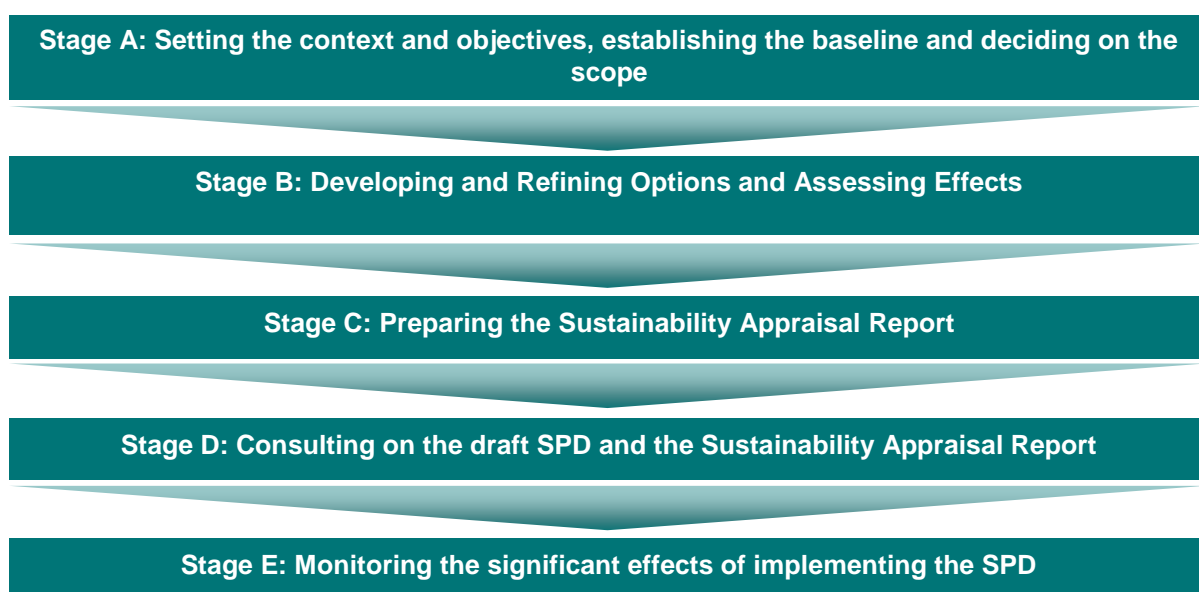 Stage A: Setting the context and objectives, establishing the baseline and deciding on the
scope
Stage B: Developing and Refining Options and Assessing Effects
Stage C: Preparing the Sustainability Appraisal Report
Stage D: Consulting on the draft SPD and the Sustainability Appraisal Report
Stage E: Monitoring the significant effects of implementing the SPD